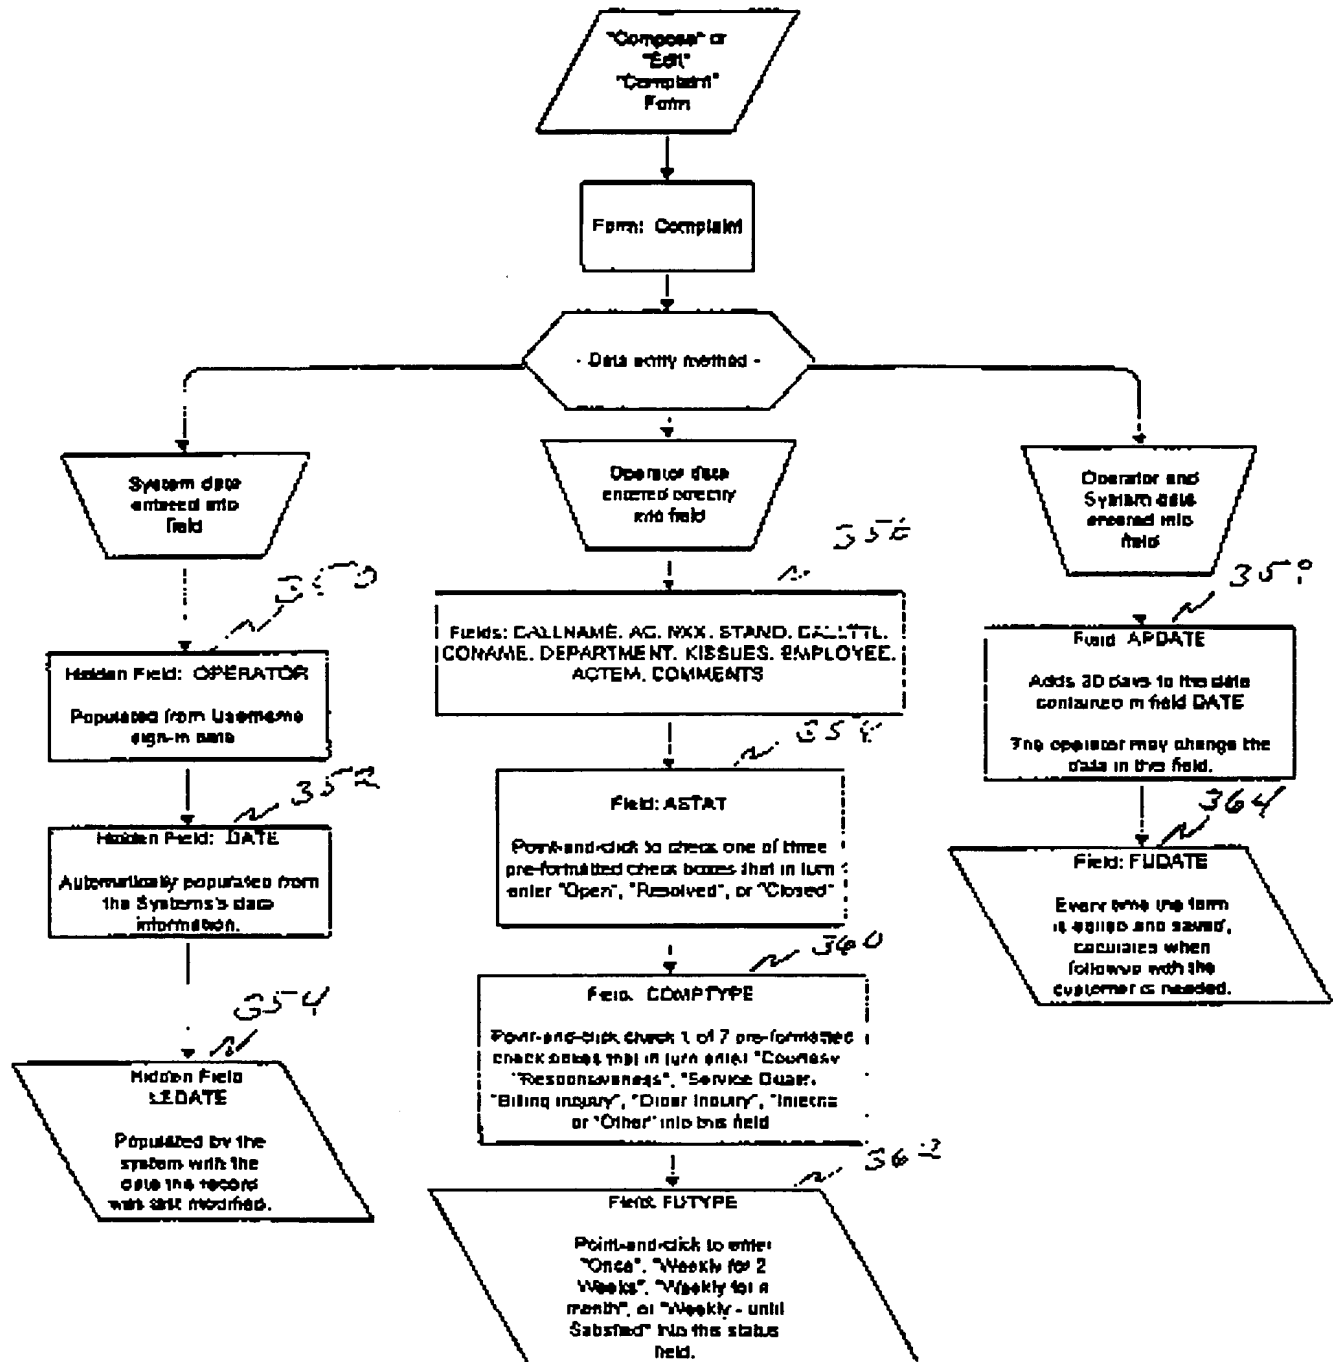 "Compose" or
"Edit"
"Complaint"
Form
Form: Complaint
- Data entry method -
System data
entered into
field
Operator data
entered directly
into field
Operator and
System data
entered into
field
Hidden Field: OPERATOR
Populated from Username
sign-in data
352
Hidden Field: DATE
Automatically populated from
the Systems's data
information.
354
Hidden Field
LEDATE
Populated by the
system with the
date the record
was last modified.
Fields: CALLNAME, AC, NXX, STAND, CALLTTL,
CONAME, DEPARTMENT, KISSUES, EMPLOYEE,
ACTEM, COMMENTS
Field: ASTAT
Point-and-click to check one of three
pre-formatted check boxes that in turn
enter "Open", "Resolved", or "Closed"
360
Field: COMPTYPE
Point-and-click check 1 of 7 pre-formatted
check boxes that in turn enter "Courtesy
"Responsiveness", "Service
"Billing Inquiry", "Order Inquiry",
or "Other" into this field
362
Field: FUTYPE
Point-and-click to enter
"Once", "Weekly for 2
Weeks", "Weekly for a
month", or "Weekly - until
Satisfied" into this status
field.
Field APDATE
Adds 30 days to the date
contained in field DATE
The operator may change the
data in this field.
364
Field: FUDATE
Every time the form
is edited and saved,
calculates when
followup with the
customer is needed.